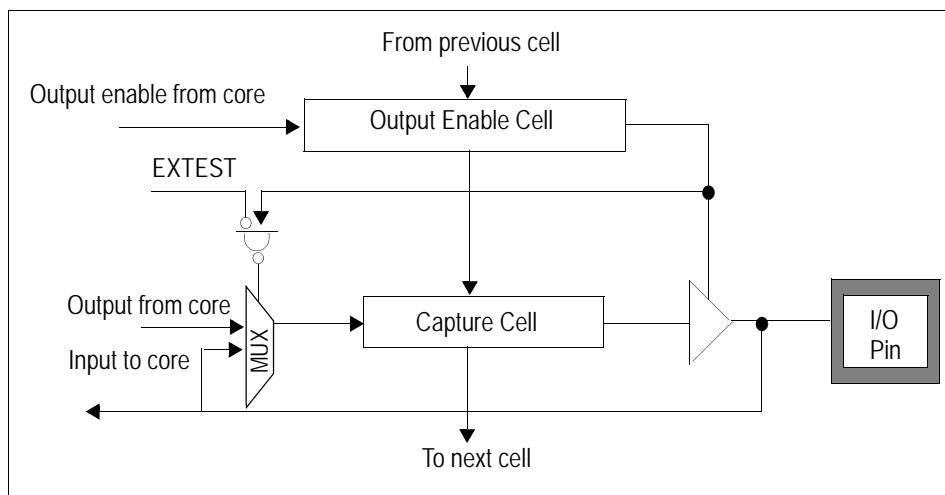 From previous cell
Output enable from core
Output Enable Cell
EXTEST
Output from core
MUX
Capture Cell
I/O
Pin
Input to core
To next cell